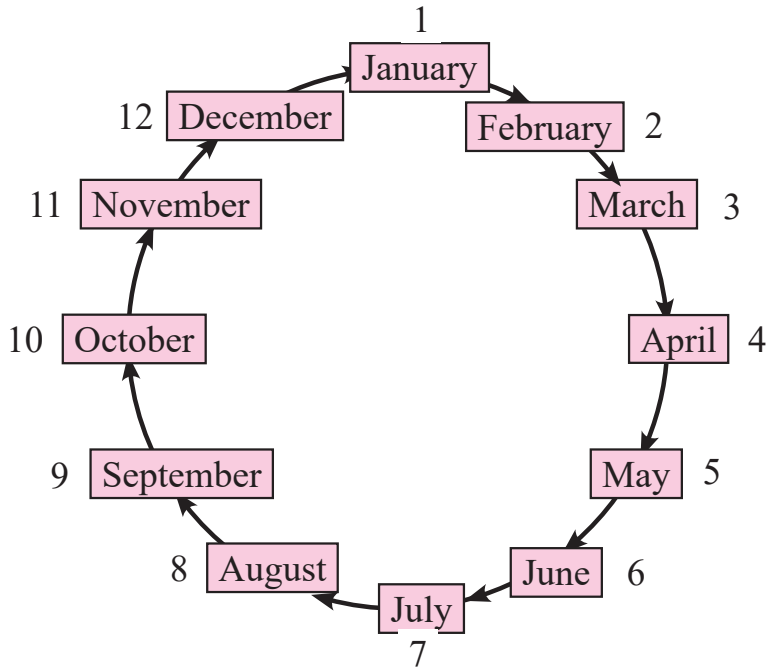 1
January
February 2
March 3
April 4
May 5
June 6
July
7
8 August
9 September
10 October
11 November
12 December